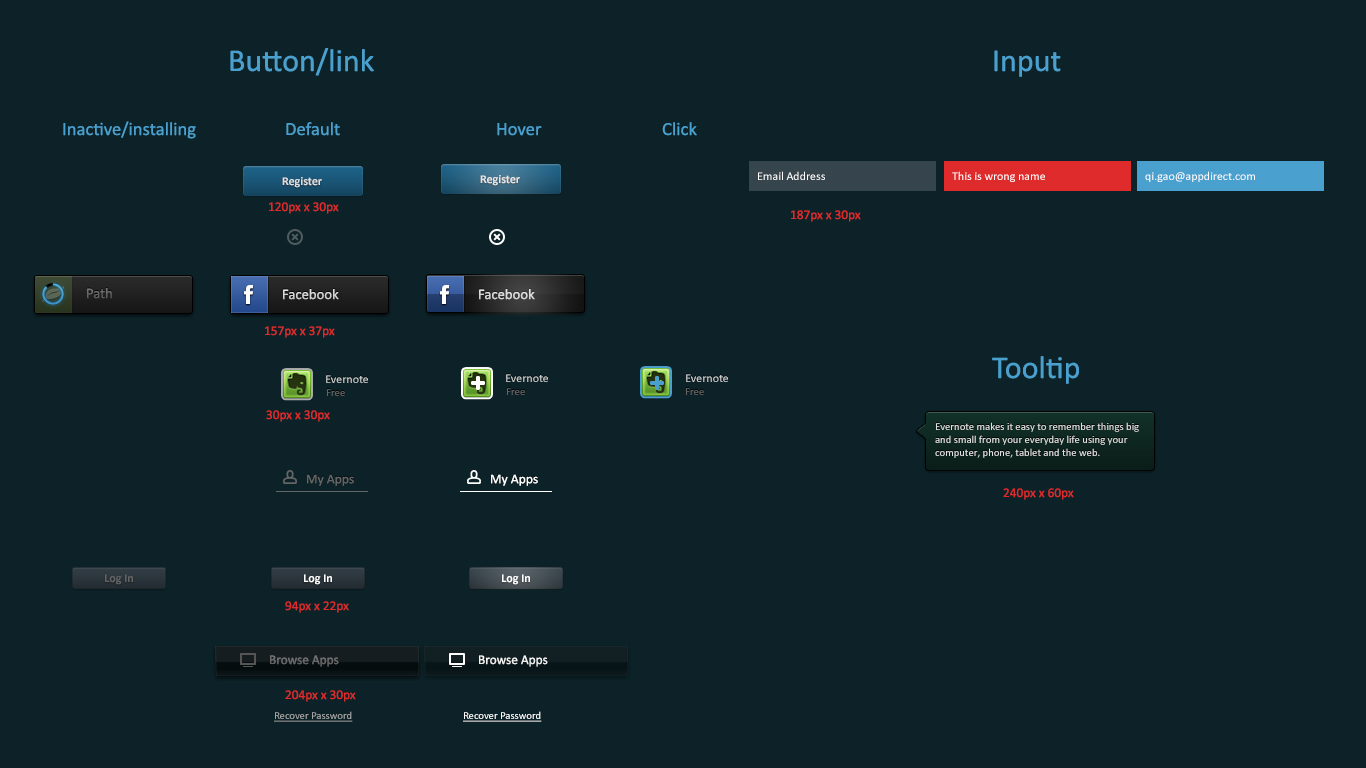 Button/link
Input
Inactive/installing
Default
Hover
Click
Register
Register
120px x 30px
Email Address
This is wrong name
qi.gao@appdirect.com
187px x 30px
Path
f Facebook
f Facebook
157px x 37px
Evernote
Free
Evernote
Free
Evernote
Free
30px x 30px
Tooltip
Evernote makes it easy to remember things big
and small from your everyday life using your
computer, phone, tablet and the web.
240px x 60px
My Apps
My Apps
Log In
Log In
Log In
94px x 22px
Browse Apps
Browse Apps
204px x 30px
Recover Password
Recover Password